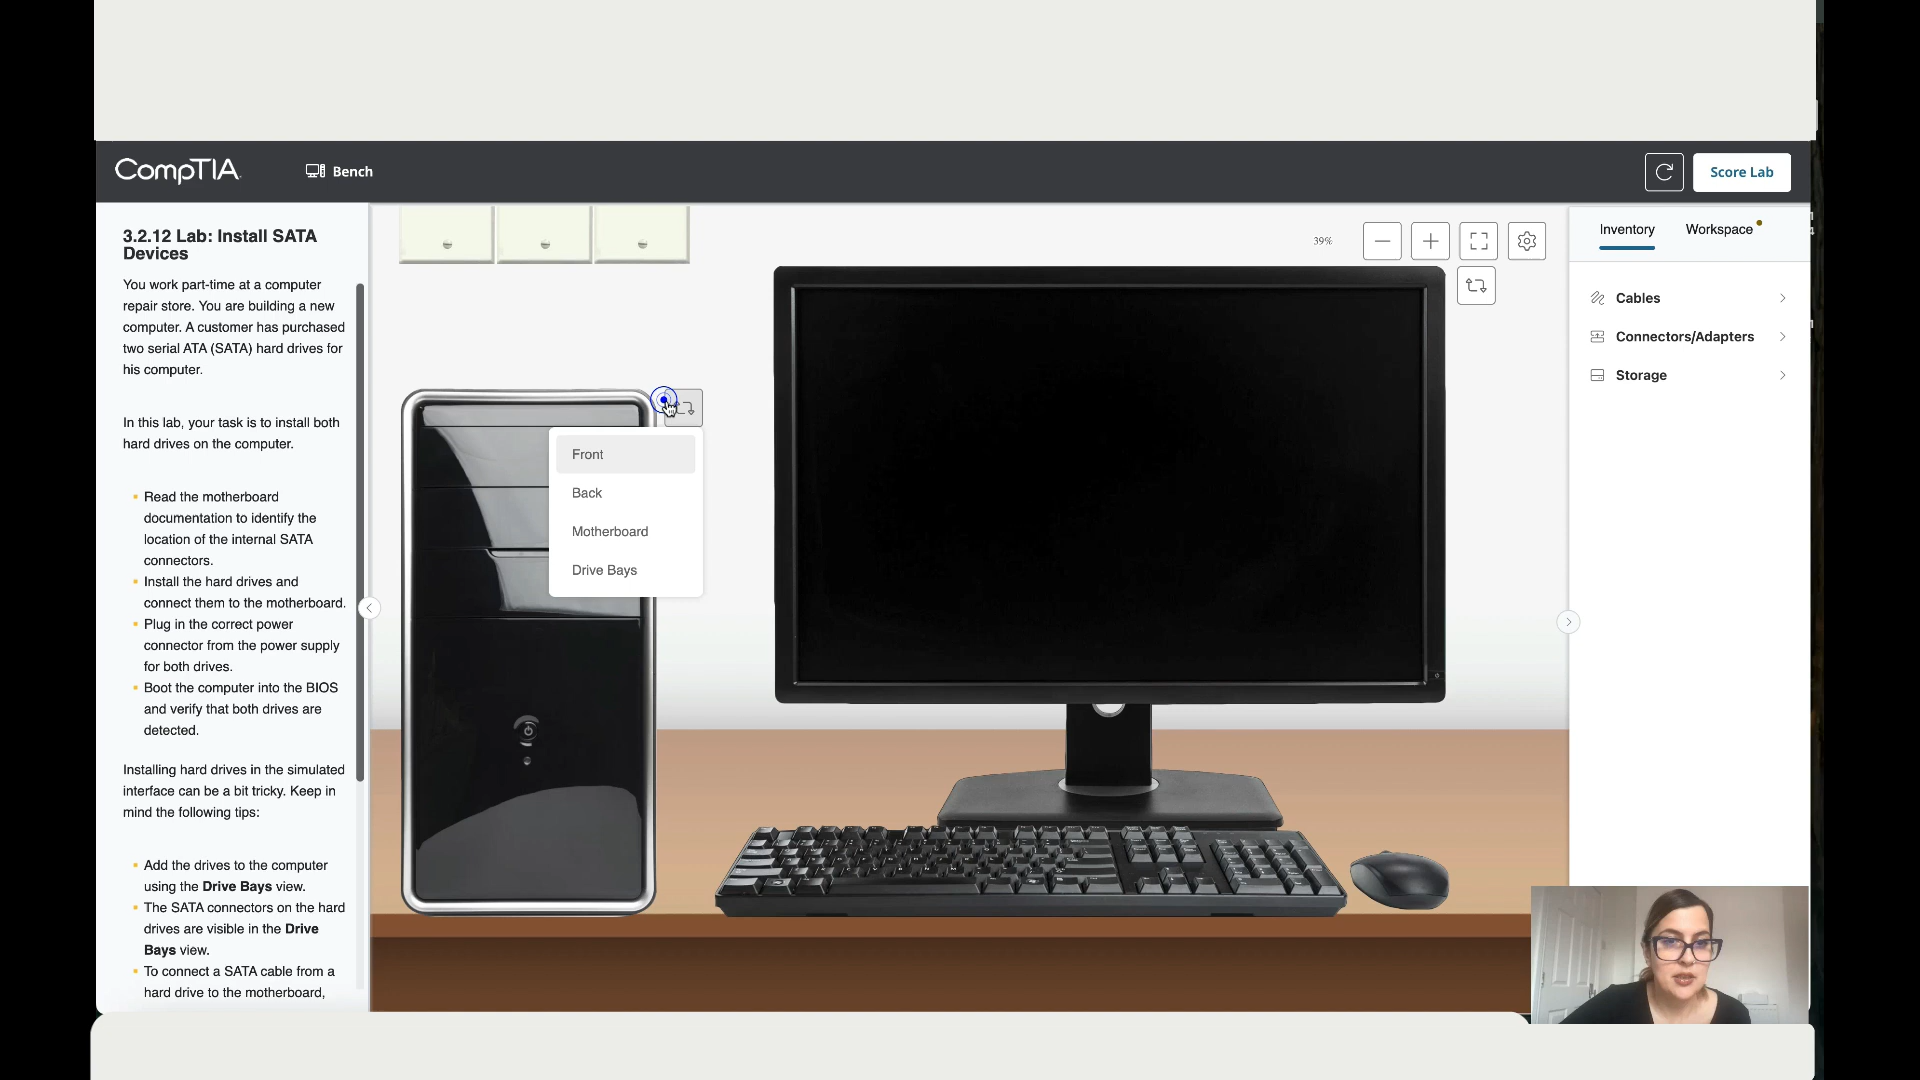 CompTIA.
Bench
Score Lab
3.2.12 Lab: Install SATA
Devices
You work part-time at a computer
repair store. You are building a new
computer. A customer has purchased
two serial ATA (SATA) hard drives for
his computer.
In this lab, your task is to install both
hard drives on the computer.
Read the motherboard
documentation to identify the
location of the internal SATA
connectors.
Install the hard drives and
connect them to the motherboard.
Plug in the correct power
connector from the power supply
for both drives.
Boot the computer into the BIOS
and verify that both drives are
detected.
Installing hard drives in the simulated
interface can be a bit tricky. Keep in
mind the following tips:
Add the drives to the computer
using the Drive Bays view.
The SATA connectors on the hard
drives are visible in the Drive
Bays view.
To connect a SATA cable from a
hard drive to the motherboard,
39%
Front
Back
Motherboard
Drive Bays
Inventory
Workspace
Cables
Connectors/Adapters
Storage